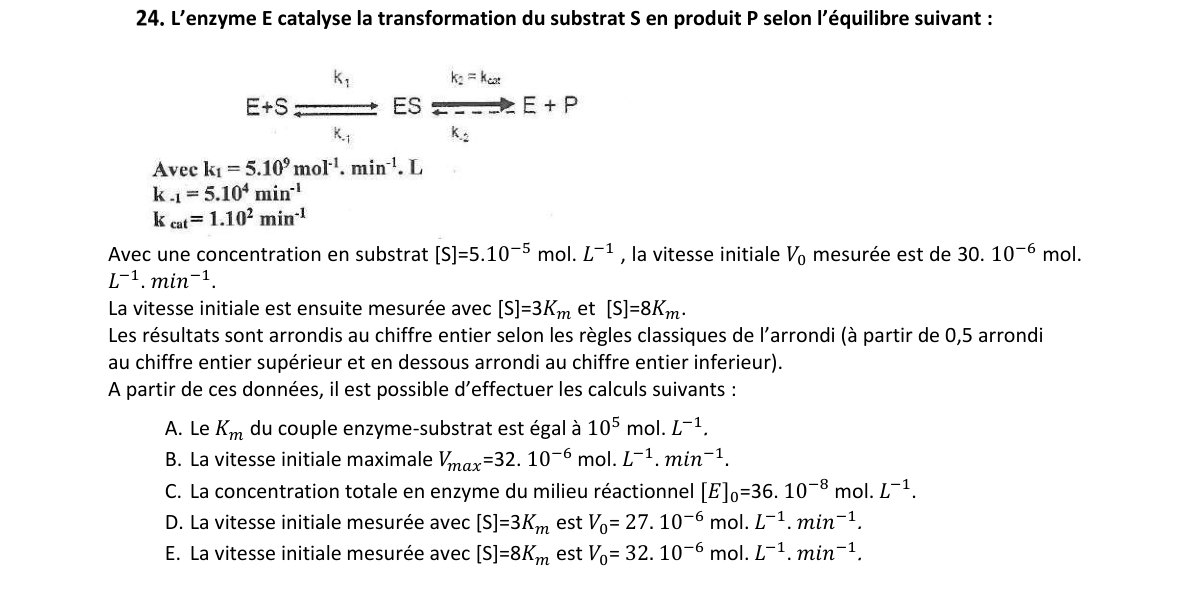 24. L’enzyme E catalyse la transformation du substrat S en produit P selon l’équilibre suivant :
k₁ k₂ = k_cat
E+S ⇌ ES ⇌ E + P
k₋₁ k₋₂
Avec k₁ = 5.10⁹ mol⁻¹. min⁻¹. L
k ₋₁ = 5.10⁴ min⁻¹
k cat = 1.10² min⁻¹
Avec une concentration en substrat [S]=5.10⁻⁵ mol. L⁻¹ , la vitesse initiale V₀ mesurée est de 30. 10⁻⁶ mol.
L⁻¹. min⁻¹.
La vitesse initiale est ensuite mesurée avec [S]=3Kₘ et [S]=8Kₘ.
Les résultats sont arrondis au chiffre entier selon les règles classiques de l’arrondi (à partir de 0,5 arrondi
au chiffre entier supérieur et en dessous arrondi au chiffre entier inferieur).
A partir de ces données, il est possible d’effectuer les calculs suivants :
A. Le Kₘ du couple enzyme-substrat est égal à 10⁵ mol. L⁻¹.
B. La vitesse initiale maximale Vₘₐₓ=32. 10⁻⁶ mol. L⁻¹. min⁻¹.
C. La concentration totale en enzyme du milieu réactionnel [E]₀=36. 10⁻⁸ mol. L⁻¹.
D. La vitesse initiale mesurée avec [S]=3Kₘ est V₀= 27. 10⁻⁶ mol. L⁻¹. min⁻¹.
E. La vitesse initiale mesurée avec [S]=8Kₘ est V₀= 32. 10⁻⁶ mol. L⁻¹. min⁻¹.